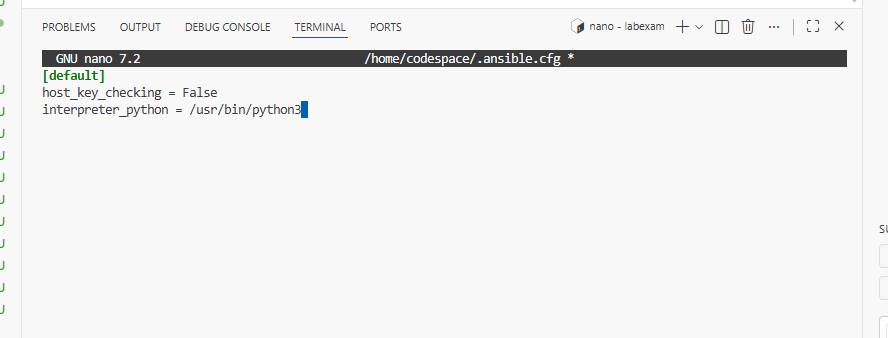 PROBLEMS OUTPUT DEBUG CONSOLE TERMINAL PORTS nano - labexam
GNU nano 7.2 /home/codespace/.ansible.cfg *
[default]
host_key_checking = False
interpreter_python = /usr/bin/python3